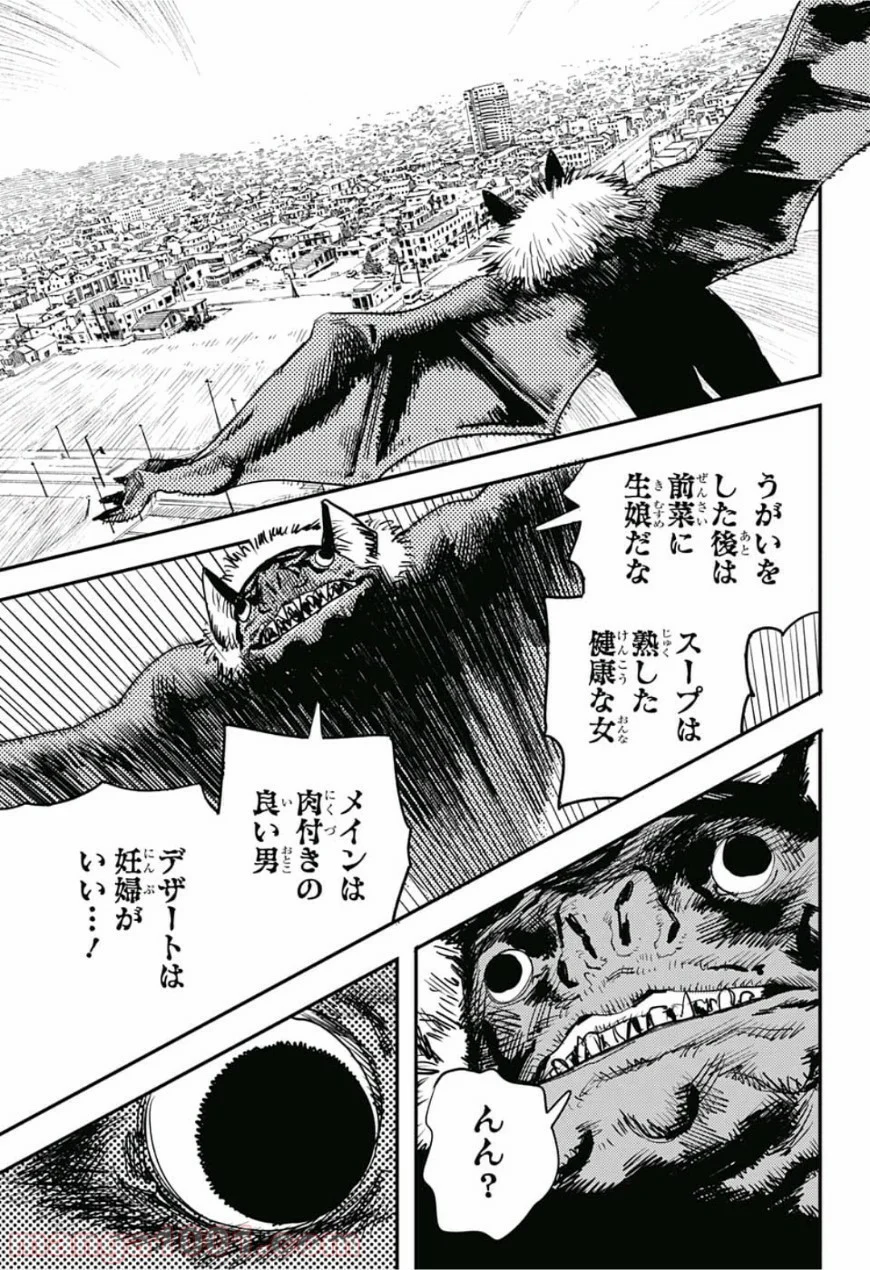 うがいを
した後は
前菜に
生娘だな
スープは
熟した
健康な女
メインは
肉付きの
良い男
デザートは
妊婦が
いい…!
んん?